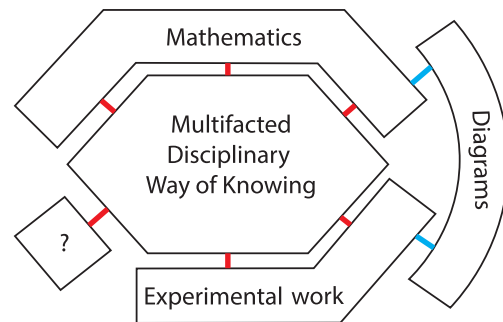 Mathematics
Multifacted
Disciplinary
Way of Knowing
Diagrams
?
Experimental work